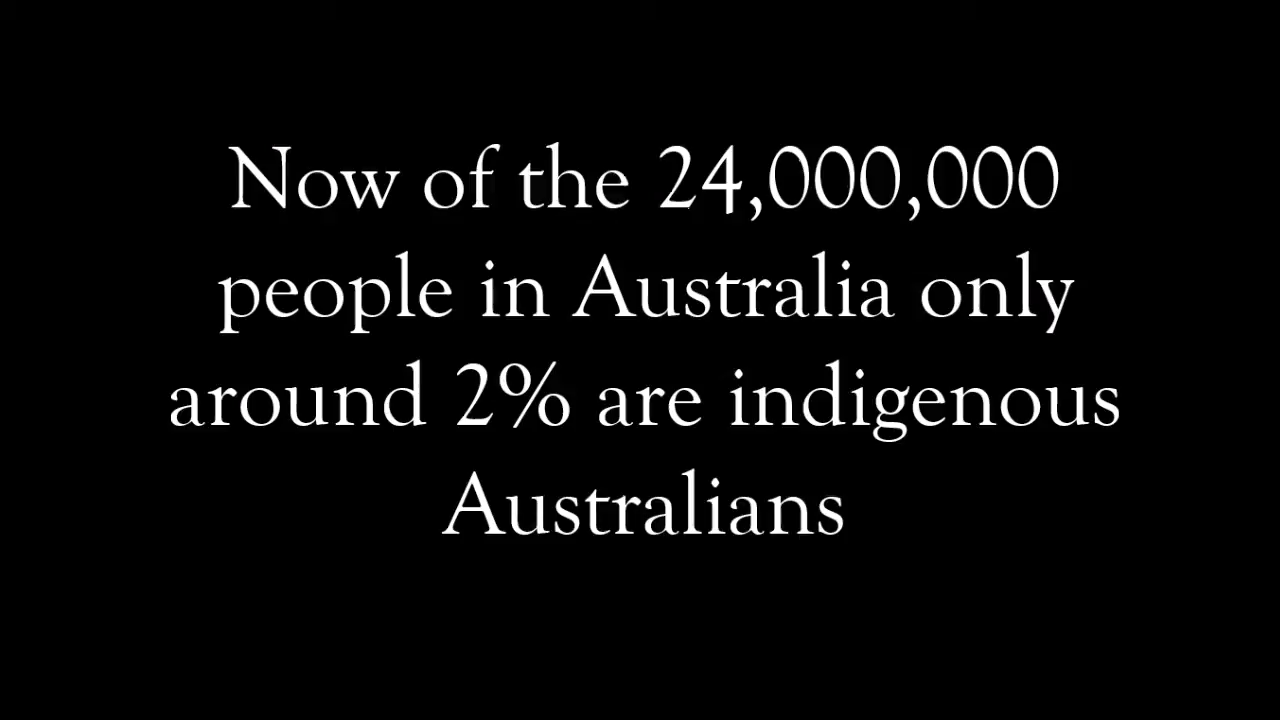 Now of the 24,000,000
people in Australia only
around 2% are indigenous
Australians